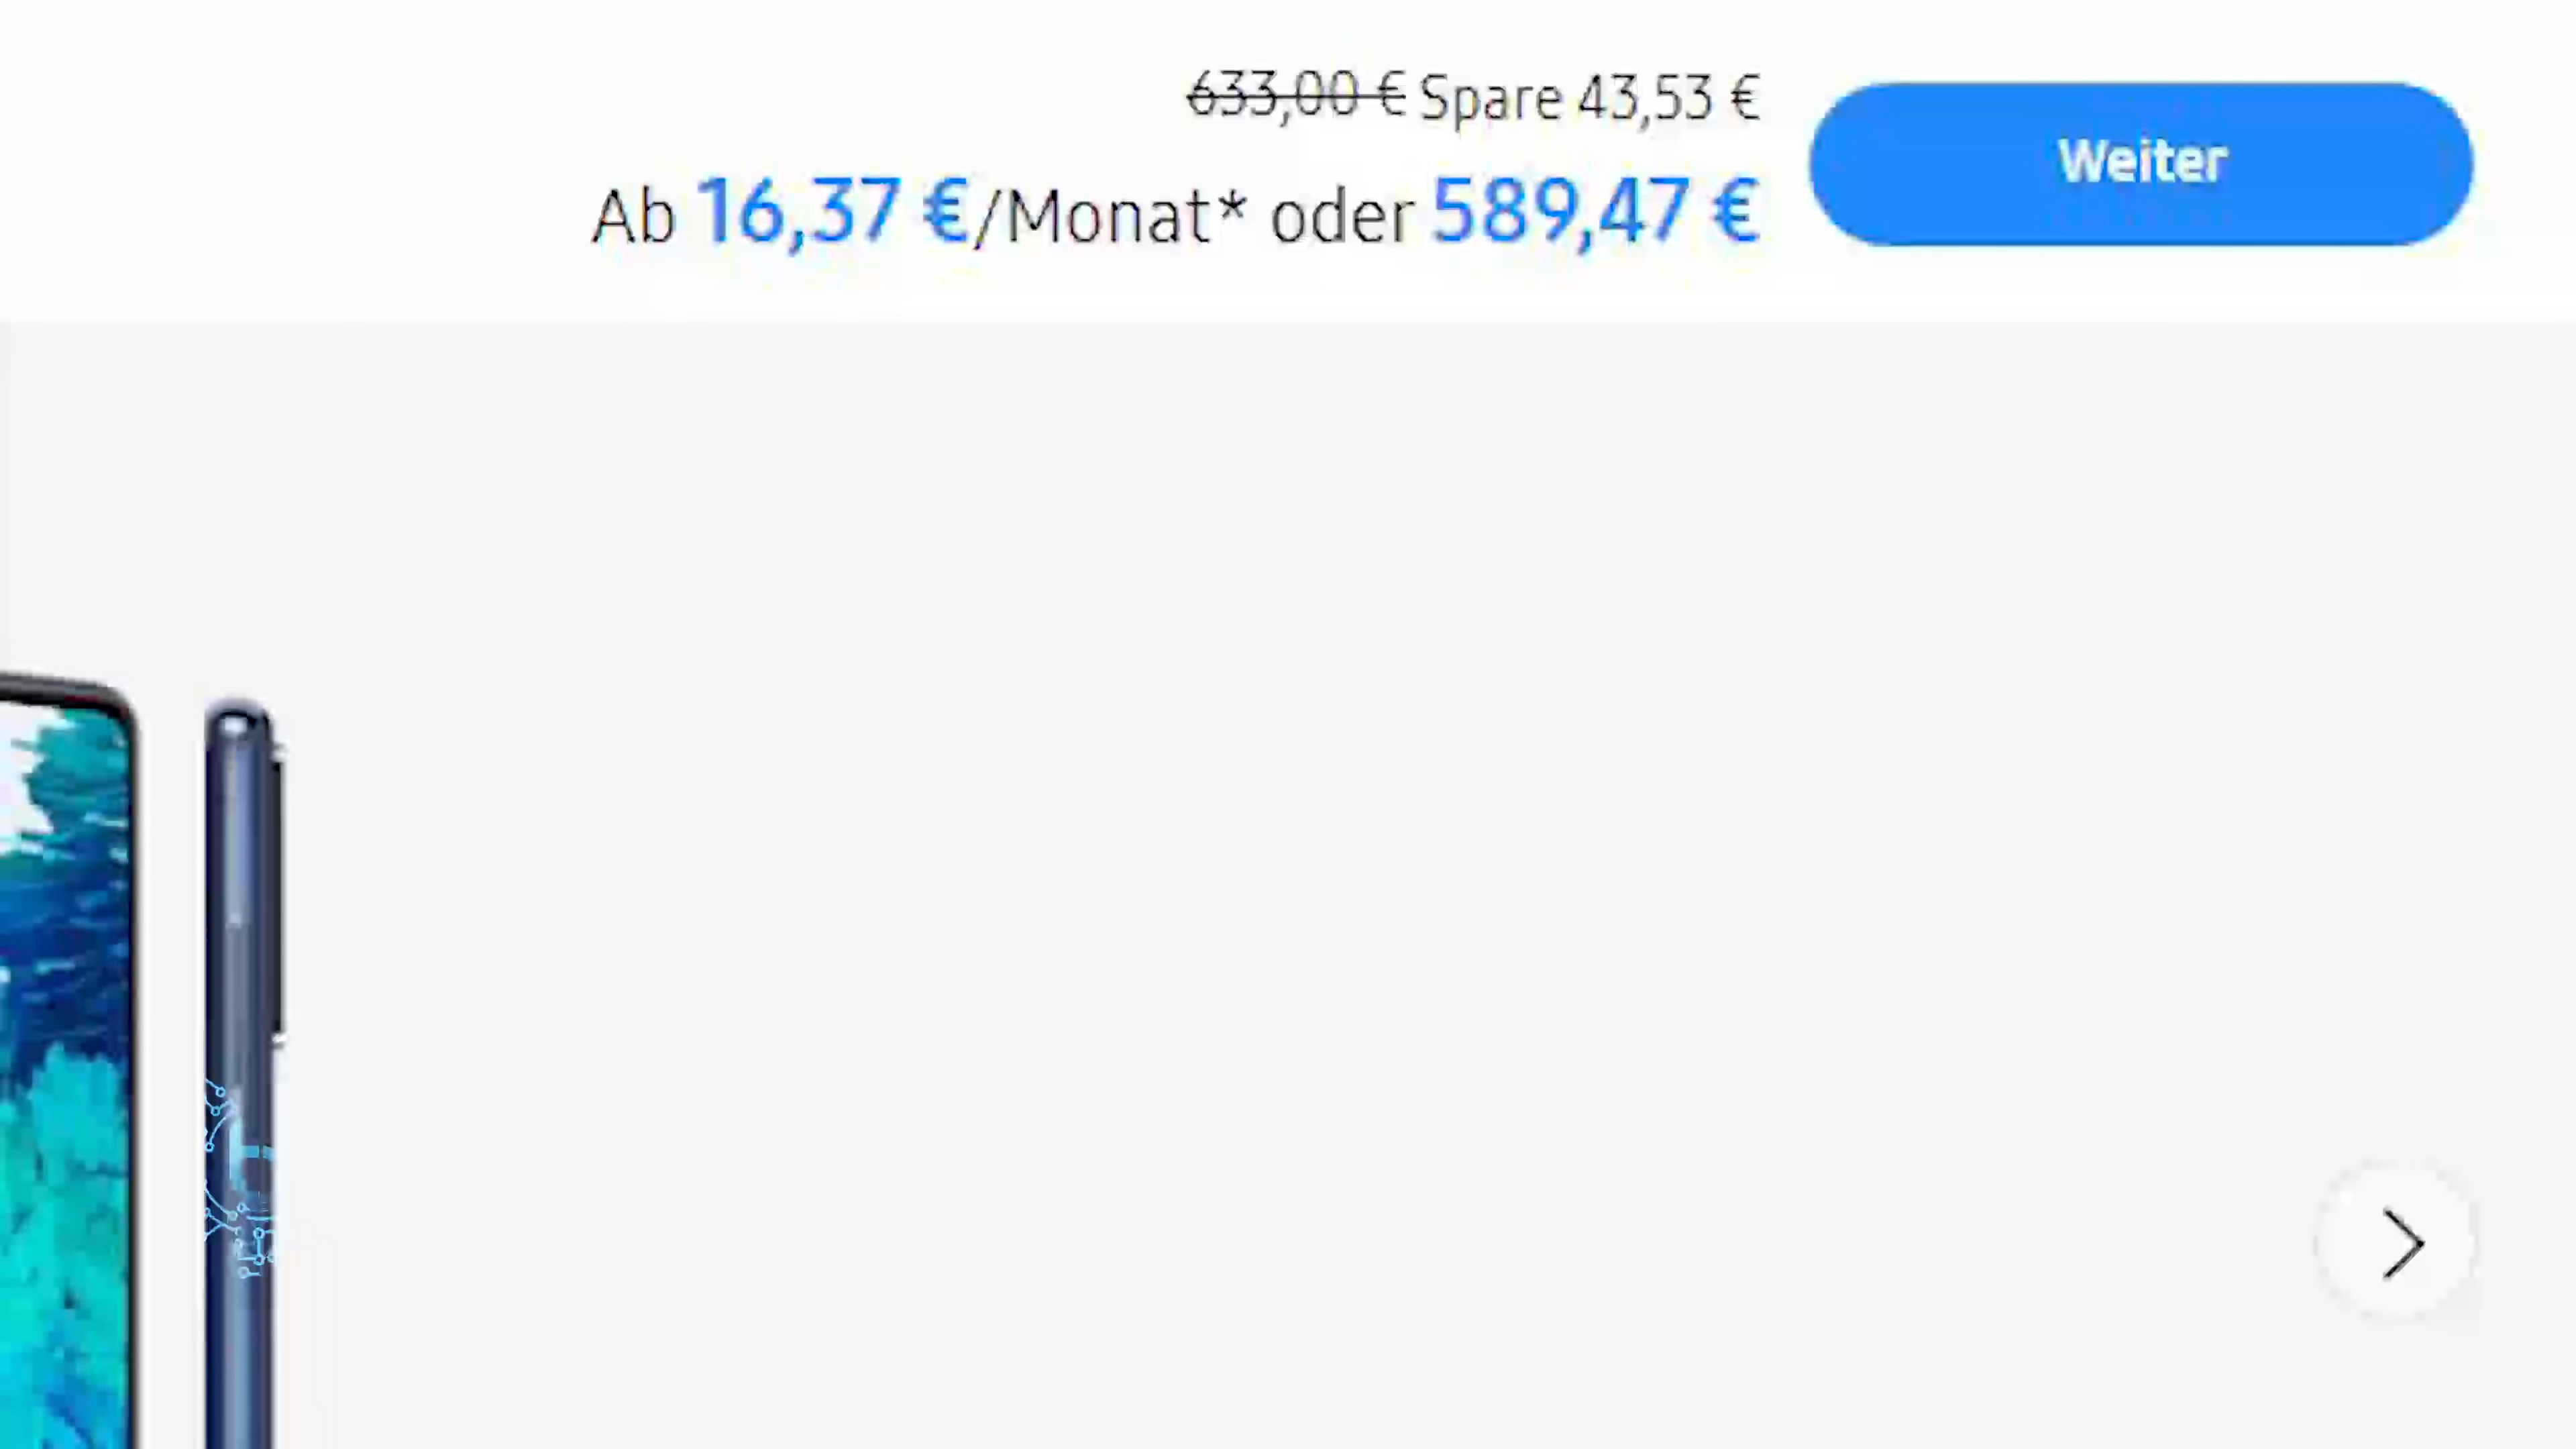 633,00 € Spare 43,53 €
Ab 16,37 €/Monat* oder 589,47 €
Weiter